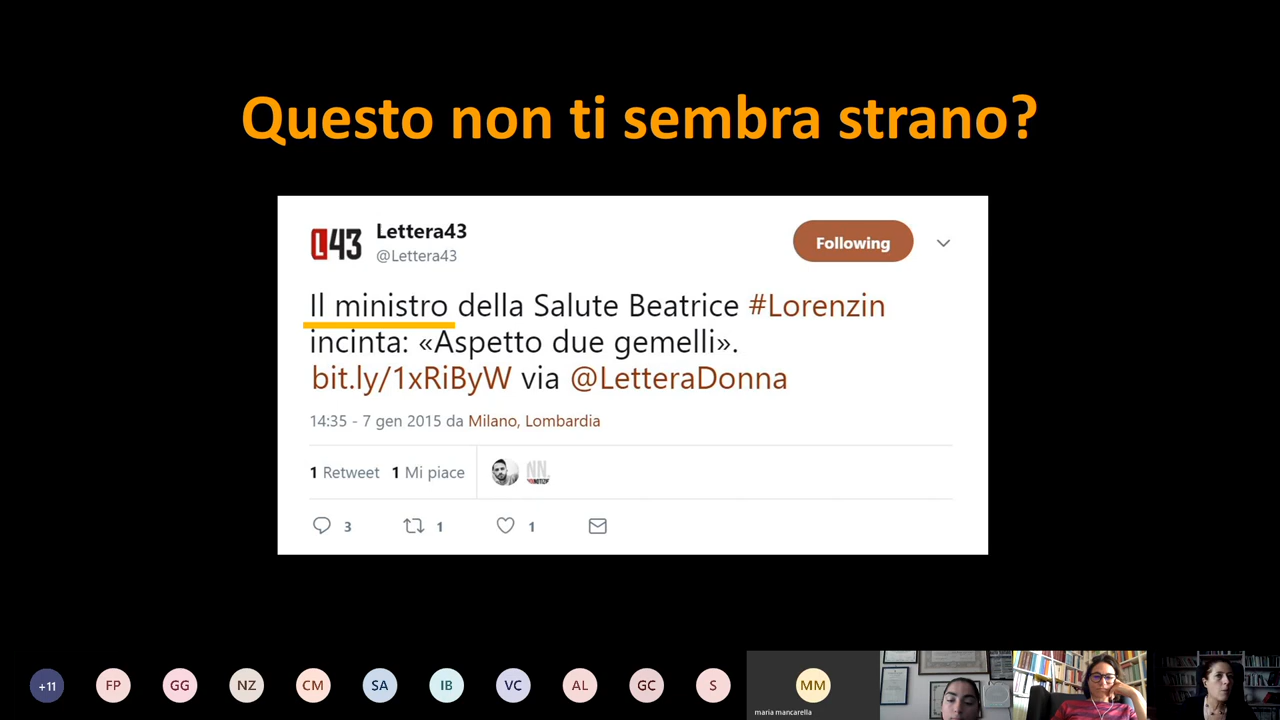 Questo non ti sembra strano?
L43
Lettera43
@Lettera43
Following
Il ministro della Salute Beatrice #Lorenzin
incinta: «Aspetto due gemelli».
bit.ly/1xRiByW via @LetteraDonna
14:35 - 7 gen 2015 da Milano, Lombardia
1 Retweet 1 Mi piace
NN.
3 1 1
+11 FP GG NZ CM SA IB VC AL GC S MM
maria mancarella